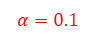 α = 0.1